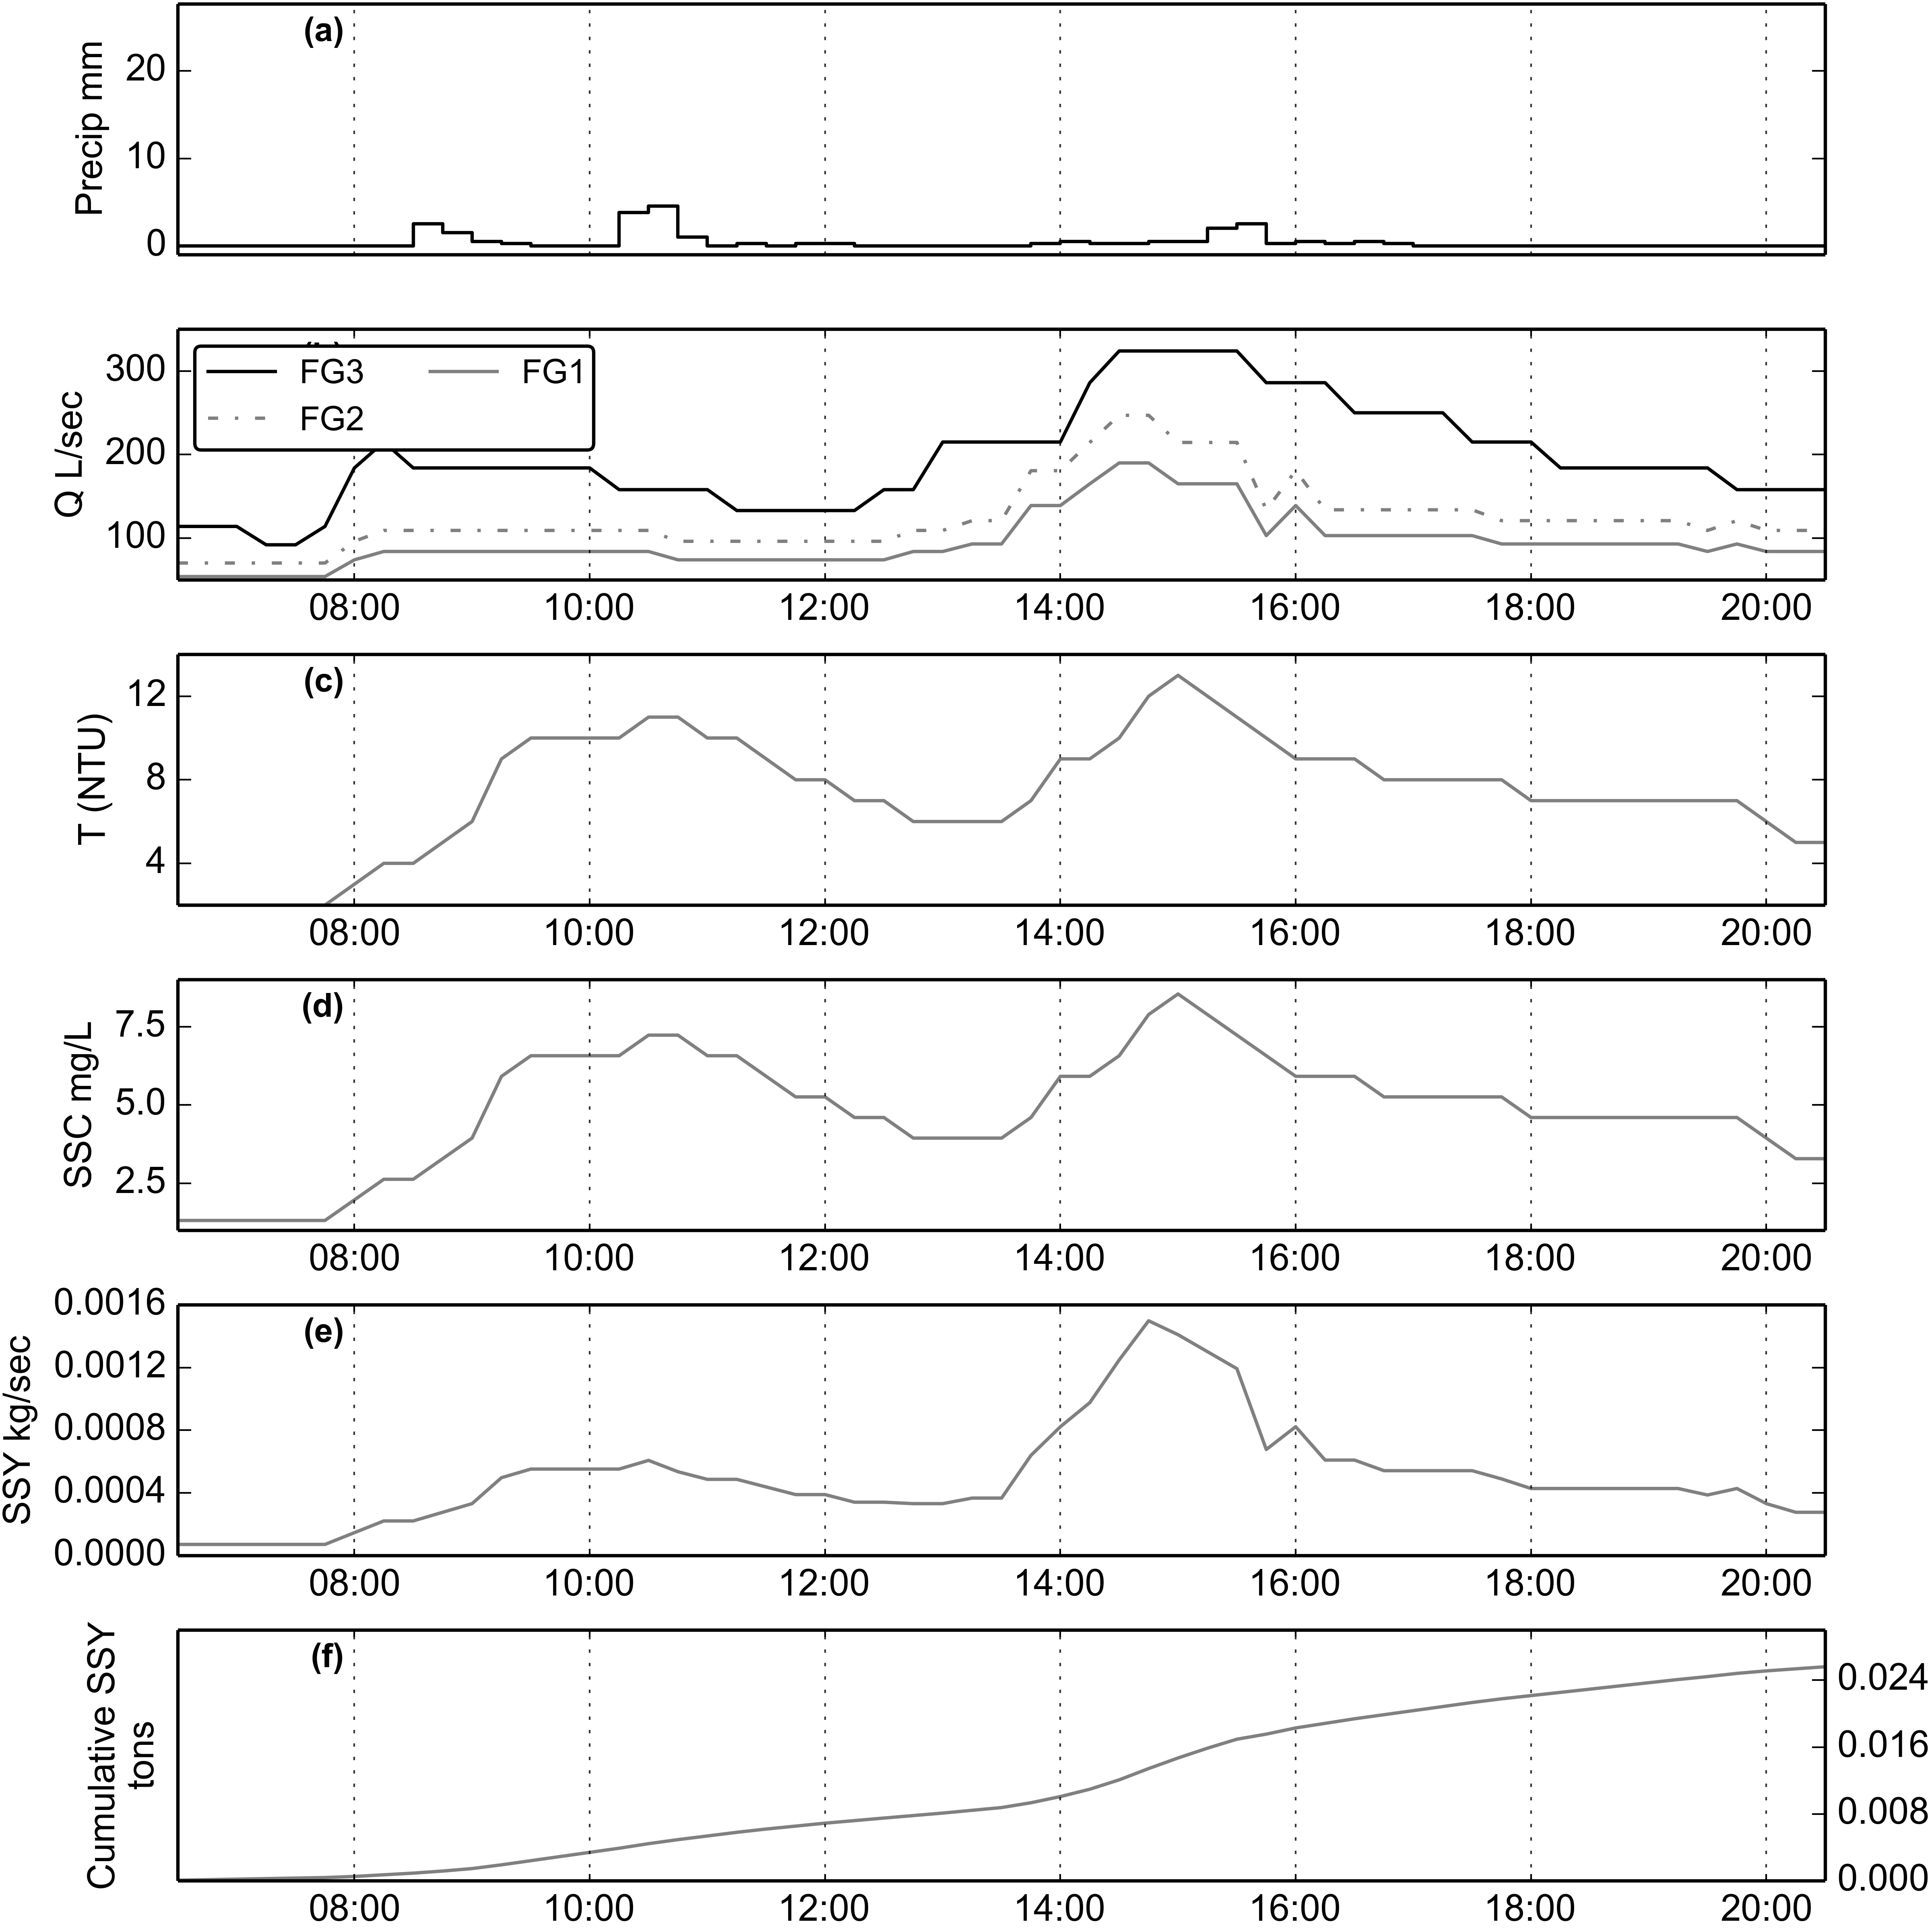 (a)
Precip mm
20
10
0
FG3 FG1
FG2
Q L/sec
300
200
100
08:00 10:00 12:00 14:00 16:00 18:00 20:00
(c)
T (NTU)
12
8
4
08:00 10:00 12:00 14:00 16:00 18:00 20:00
(d)
SSC mg/L
7.5
5.0
2.5
08:00 10:00 12:00 14:00 16:00 18:00 20:00
(e)
SSY kg/sec
0.0016
0.0012
0.0008
0.0004
0.0000
08:00 10:00 12:00 14:00 16:00 18:00 20:00
(f)
Cumulative SSY
tons
0.024
0.016
0.008
0.000
08:00 10:00 12:00 14:00 16:00 18:00 20:00